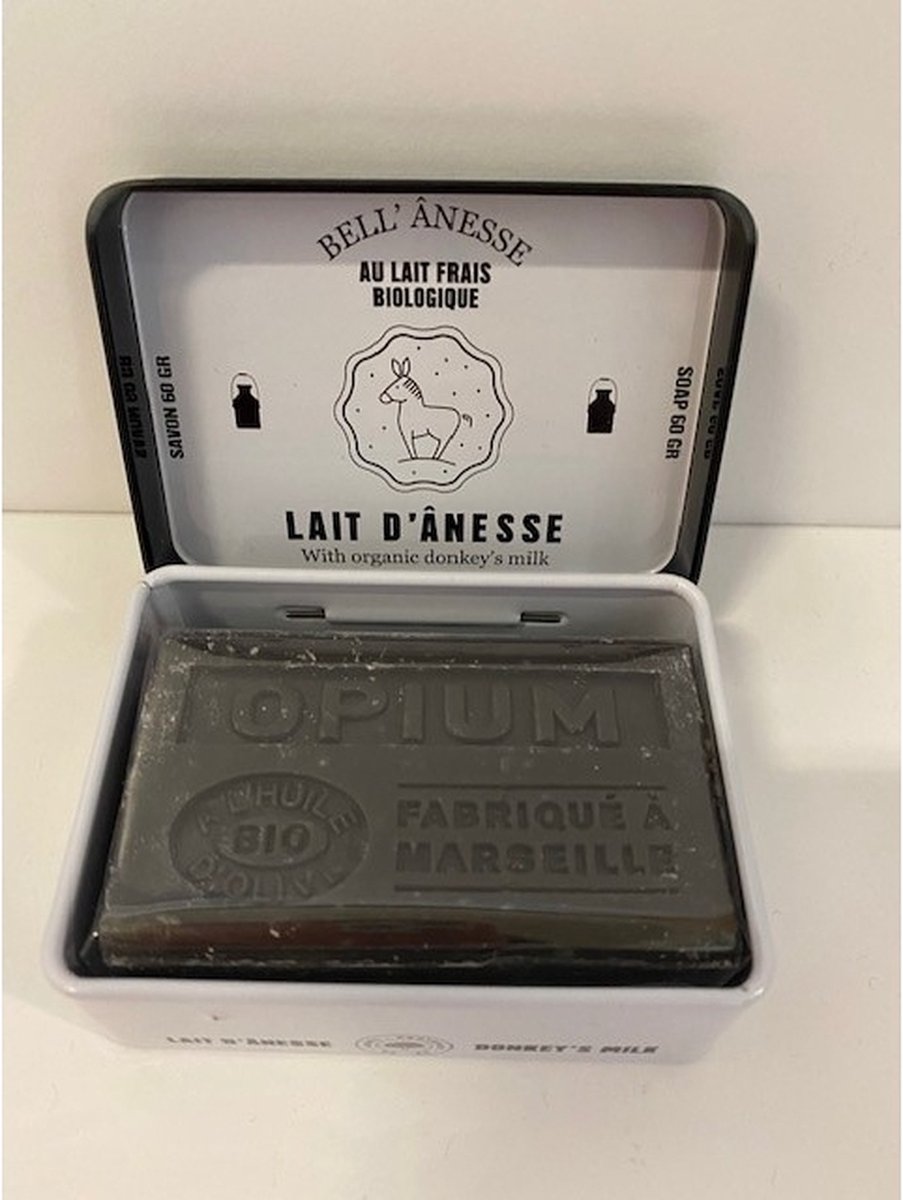 BELL' ÂNESSE
AU LAIT FRAIS
BIOLOGIQUE
SAVON 60 GR
SOAP 60 GR
LAIT D'ÂNESSE
With organic donkey's milk
OPIUM
À L'HUILE
BIO
D'OLIVE
FABRIQUÉ À
MARSEILLE
LAIT D'ÂNESSE
DONKEY'S MILK